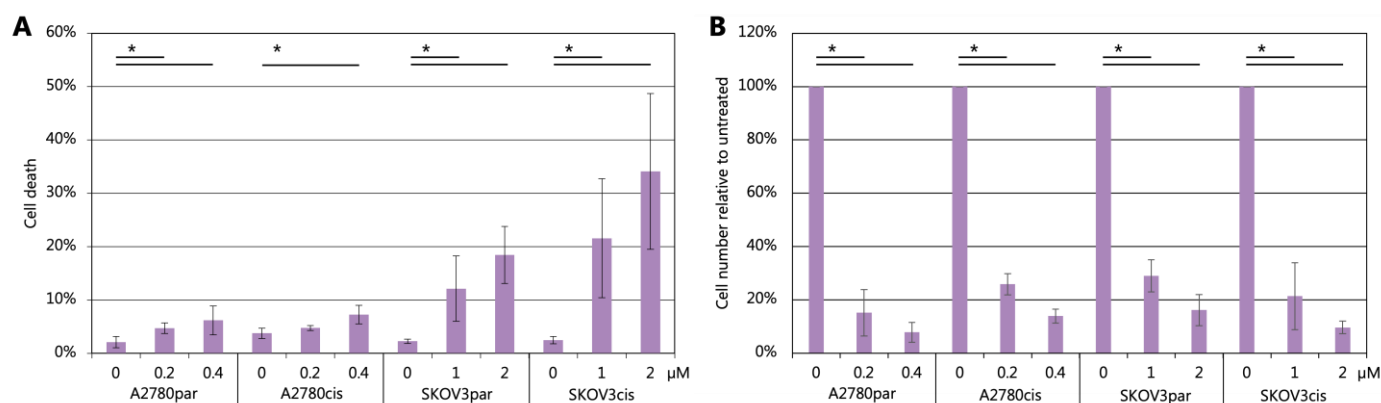 A
B
Cell death
60%
50%
40%
30%
20%
10%
0%
* * * *
0 0.2 0.4 0 0.2 0.4 0 1 2 0 1 2 μM
A2780par A2780cis SKOV3par SKOV3cis
Cell number relative to untreated
120%
100%
80%
60%
40%
20%
0%
* * * *
0 0.2 0.4 0 0.2 0.4 0 1 2 0 1 2 μM
A2780par A2780cis SKOV3par SKOV3cis